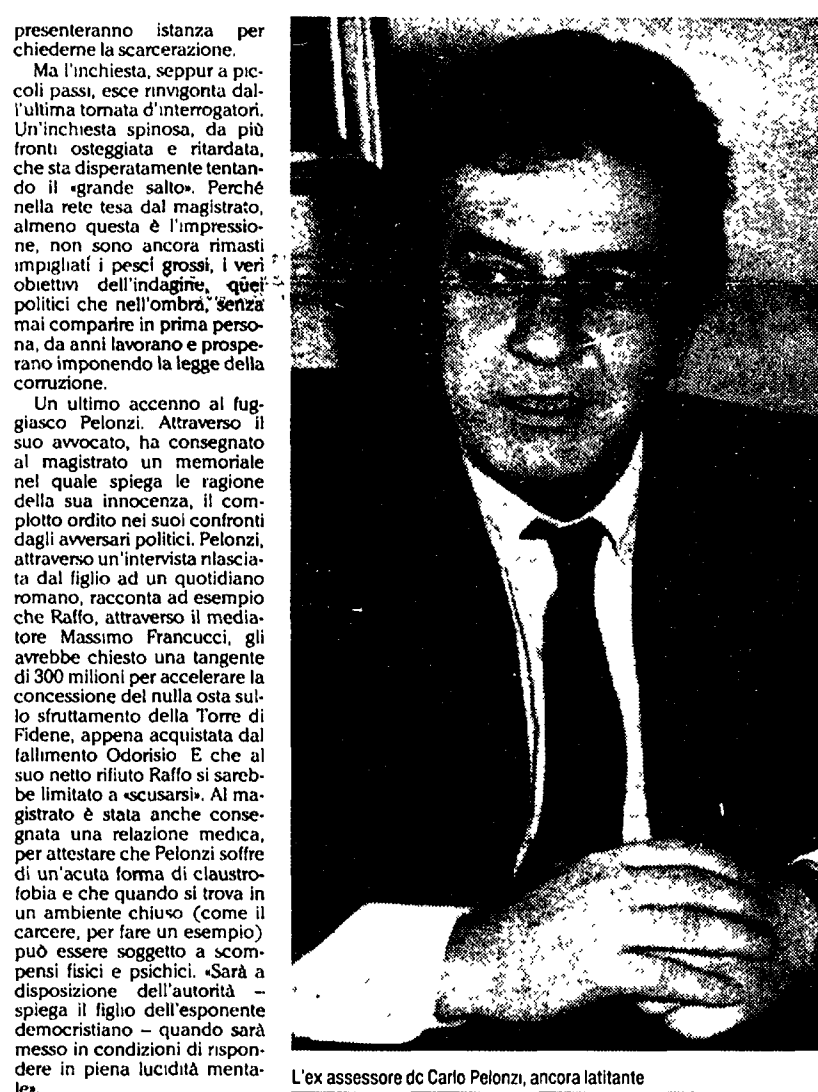 presenteranno istanza per
chiederne la scarcerazione.
Ma l'inchiesta, seppur a pic-
coli passi, esce rinvigorita dal-
l'ultima tornata d'interrogatori.
Un'inchiesta spinosa, da più
fronti osteggiata e ritardata,
che sta disperatamente tentan-
do il «grande salto». Perché
nella rete tesa dal magistrato,
almeno questa è l'impressio-
ne, non sono ancora rimasti
impigliati i pesci grossi, i veri
obiettivi dell'indagine, quei
politici che nell'ombra, senza
mai comparire in prima perso-
na, da anni lavorano e prospe-
rano imponendo la legge della
corruzione.
Un ultimo accenno al fug-
giasco Pelonzi. Attraverso il
suo avvocato, ha consegnato
al magistrato un memoriale
nel quale spiega le ragione
della sua innocenza, il com-
plotto ordito nei suoi confronti
dagli avversari politici. Pelonzi,
attraverso un'intervista rilascia-
ta dal figlio ad un quotidiano
romano, racconta ad esempio
che Raffo, attraverso il media-
tore Massimo Francucci, gli
avrebbe chiesto una tangente
di 300 milioni per accelerare la
concessione del nulla osta sul-
lo sfruttamento della Torre di
Fidene, appena acquistata dal
fallimento Odorisio E che al
suo netto rifiuto Raffo si sareb-
be limitato a «scusarsi». Al ma-
gistrato è stata anche conse-
gnata una relazione medica,
per attestare che Pelonzi soffre
di un'acuta forma di claustro-
fobia e che quando si trova in
un ambiente chiuso (come il
carcere, per fare un esempio)
può essere soggetto a scom-
pensi fisici e psichici. «Sarà a
disposizione dell'autorità –
spiega il figlio dell'esponente
democristiano – quando sarà
messo in condizioni di rispon-
dere in piena lucidità menta-
le».
L'ex assessore dc Carlo Pelonzi, ancora latitante